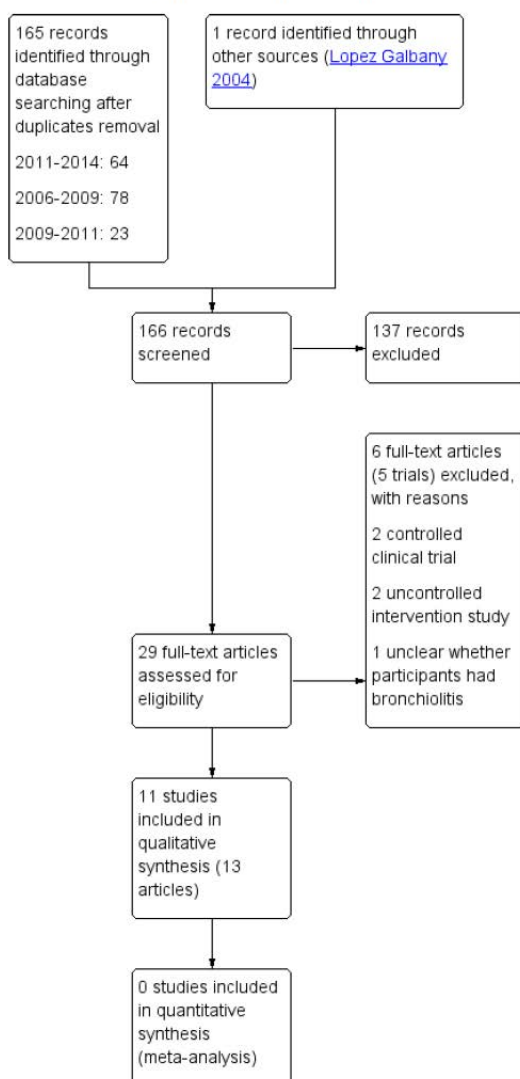 165 records
identified through
database
searching after
duplicates removal
2011-2014: 64
2006-2009: 78
2009-2011: 23
1 record identified through
other sources (Lopez Galbany
2004)
166 records
screened
137 records
excluded
6 full-text articles
(5 trials) excluded,
with reasons
2 controlled
clinical trial
2 uncontrolled
intervention study
1 unclear whether
participants had
bronchiolitis
29 full-text articles
assessed for
eligibility
11 studies
included in
qualitative
synthesis (13
articles)
0 studies included
in quantitative
synthesis
(meta-analysis)